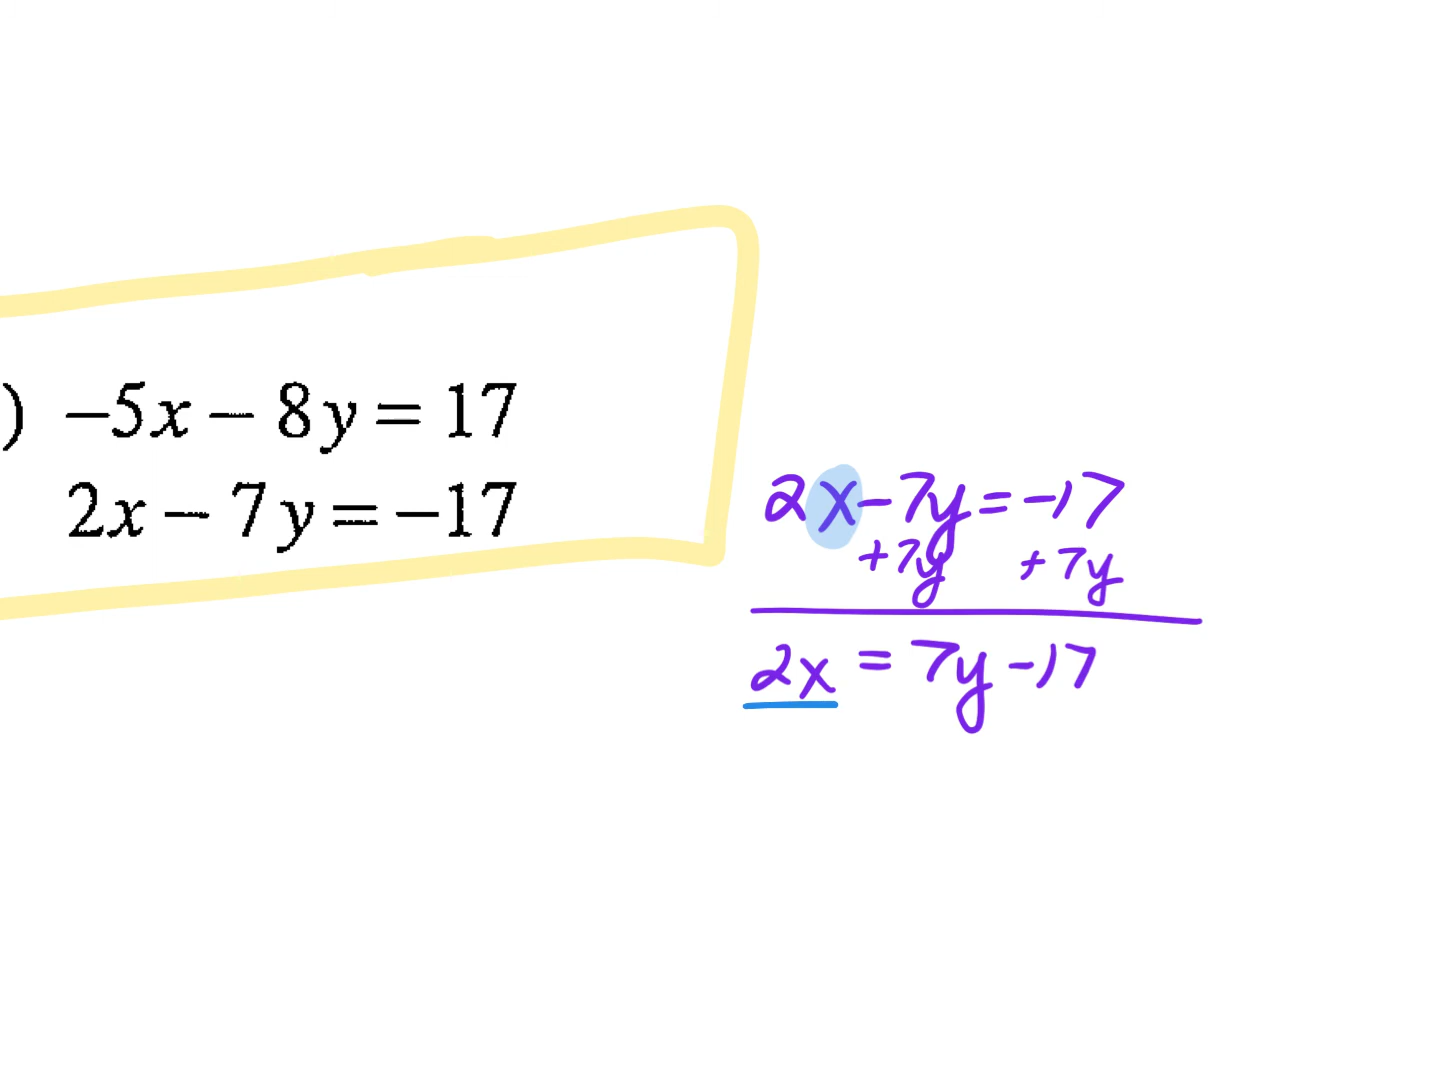 ) −5x − 8y = 17
2x − 7y = −17
2x − 7y = −17
+7y +7y
2x = 7y − 17